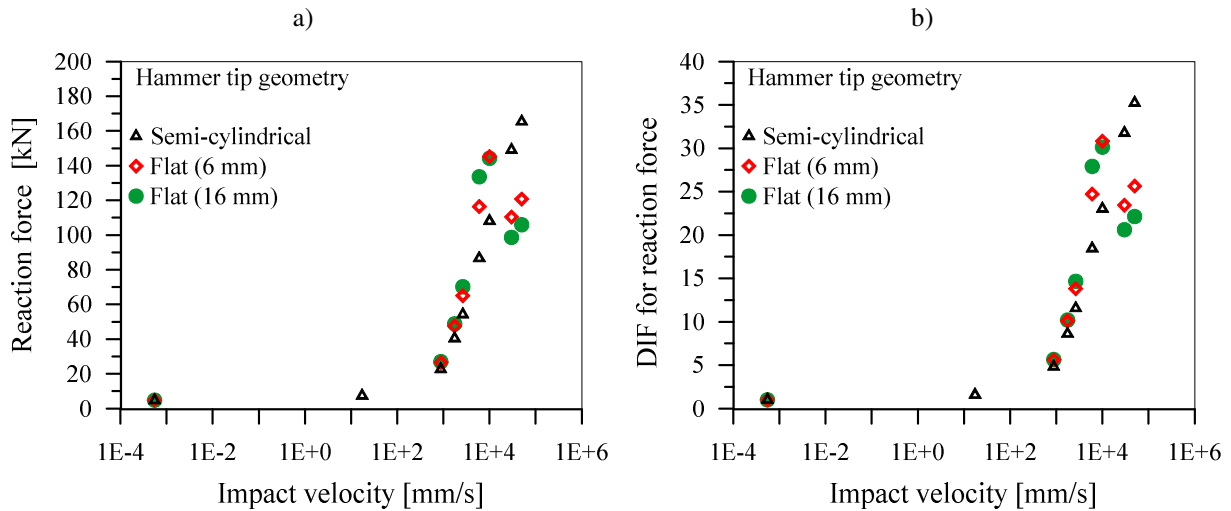 a)
Reaction force [kN]
200
180
160
140
120
100
80
60
40
20
0
Hammer tip geometry
Semi-cylindrical
Flat (6 mm)
Flat (16 mm)
1E-4 1E-2 1E+0 1E+2 1E+4 1E+6
Impact velocity [mm/s]
b)
DIF for reaction force
40
35
30
25
20
15
10
5
0
Hammer tip geometry
Semi-cylindrical
Flat (6 mm)
Flat (16 mm)
1E-4 1E-2 1E+0 1E+2 1E+4 1E+6
Impact velocity [mm/s]